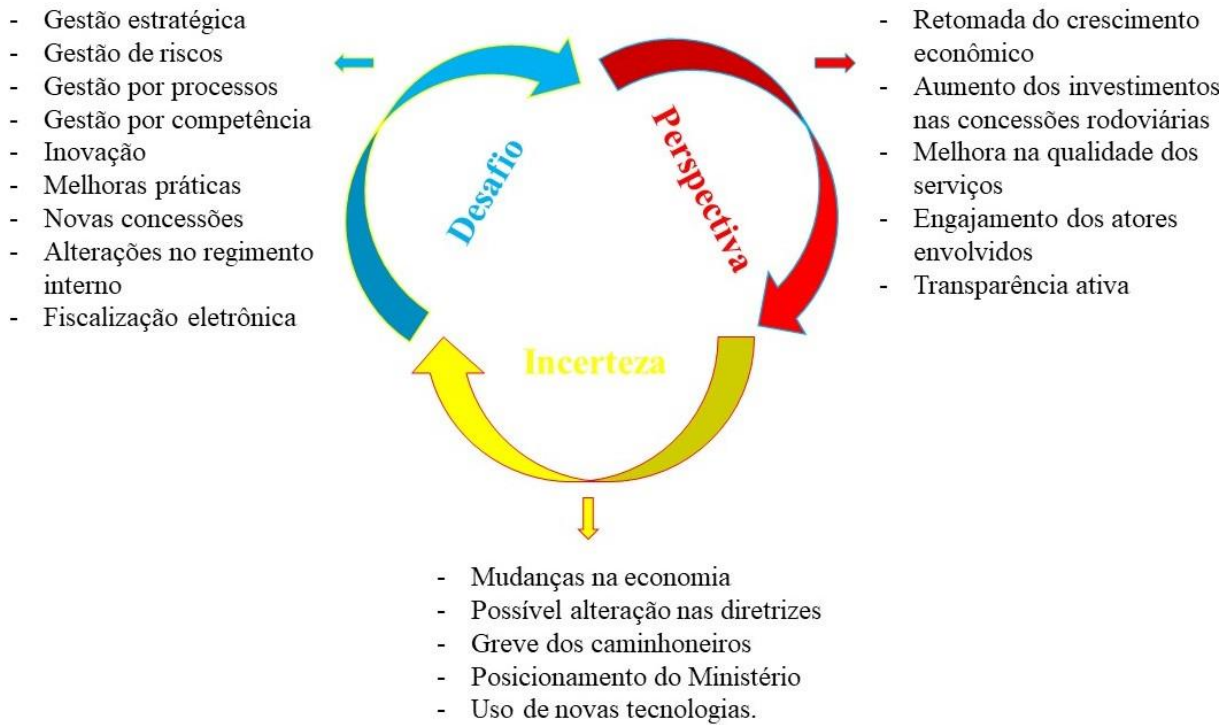 - Gestão estratégica
- Gestão de riscos
- Gestão por processos
- Gestão por competência
- Inovação
- Melhoras práticas
- Novas concessões
- Alterações no regimento
interno
- Fiscalização eletrônica
Desafio
Perspectiva
Incerteza
- Retomada do crescimento
econômico
- Aumento dos investimentos
nas concessões rodoviárias
- Melhora na qualidade dos
serviços
- Engajamento dos atores
envolvidos
- Transparência ativa
- Mudanças na economia
- Possível alteração nas diretrizes
- Greve dos caminhoneiros
- Posicionamento do Ministério
- Uso de novas tecnologias.